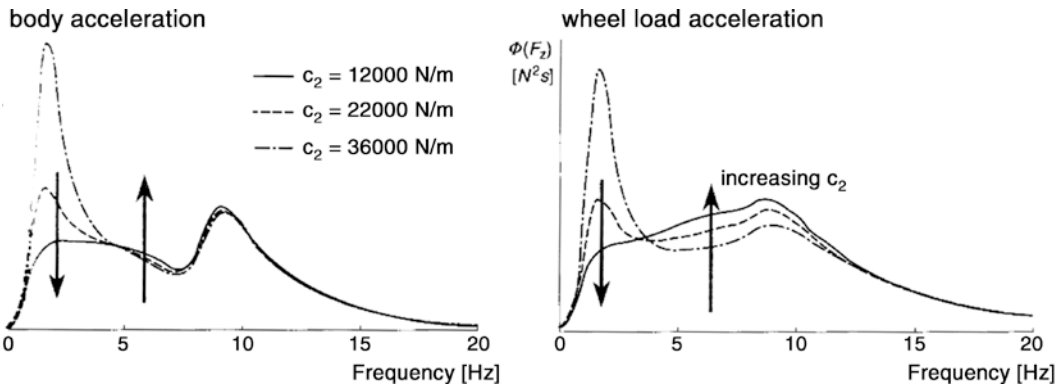 body acceleration
c₂ = 12000 N/m
c₂ = 22000 N/m
c₂ = 36000 N/m
0 5 10 15 20
Frequency [Hz]
wheel load acceleration
Φ(F_z)
[N²s]
increasing c₂
0 5 10 15 20
Frequency [Hz]